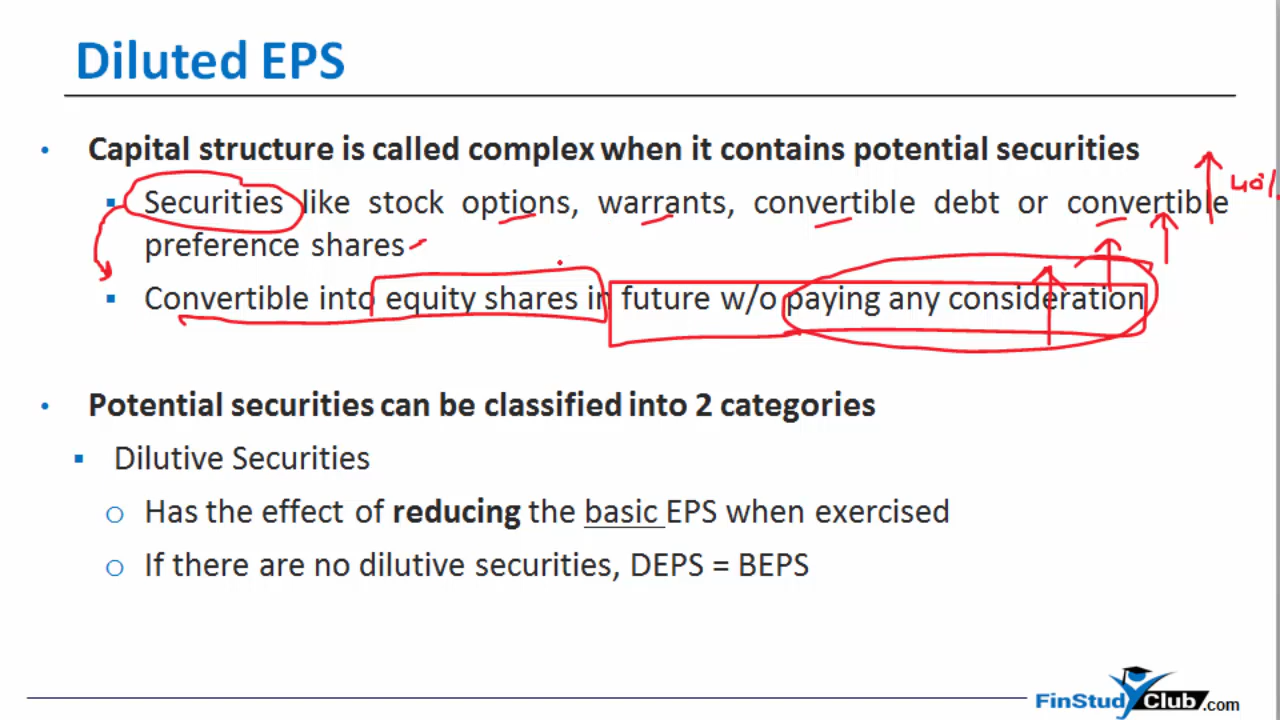 Diluted EPS
• Capital structure is called complex when it contains potential securities
▪ Securities like stock options, warrants, convertible debt or convertible
preference shares
40%
▪ Convertible into equity shares in future w/o paying any consideration
• Potential securities can be classified into 2 categories
▪ Dilutive Securities
o Has the effect of reducing the basic EPS when exercised
o If there are no dilutive securities, DEPS = BEPS
FinStudyClub.com